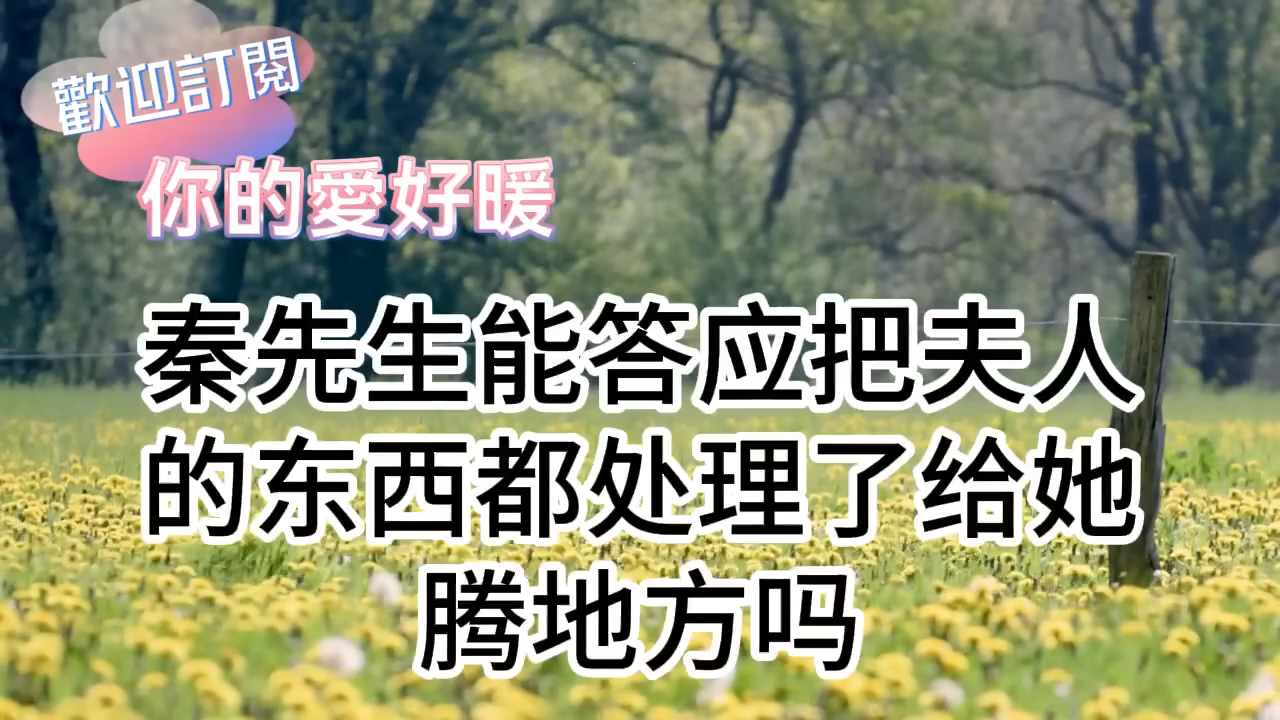 歡迎訂閱
你的愛好暖
秦先生能答应把夫人
的东西都处理了给她
腾地方吗